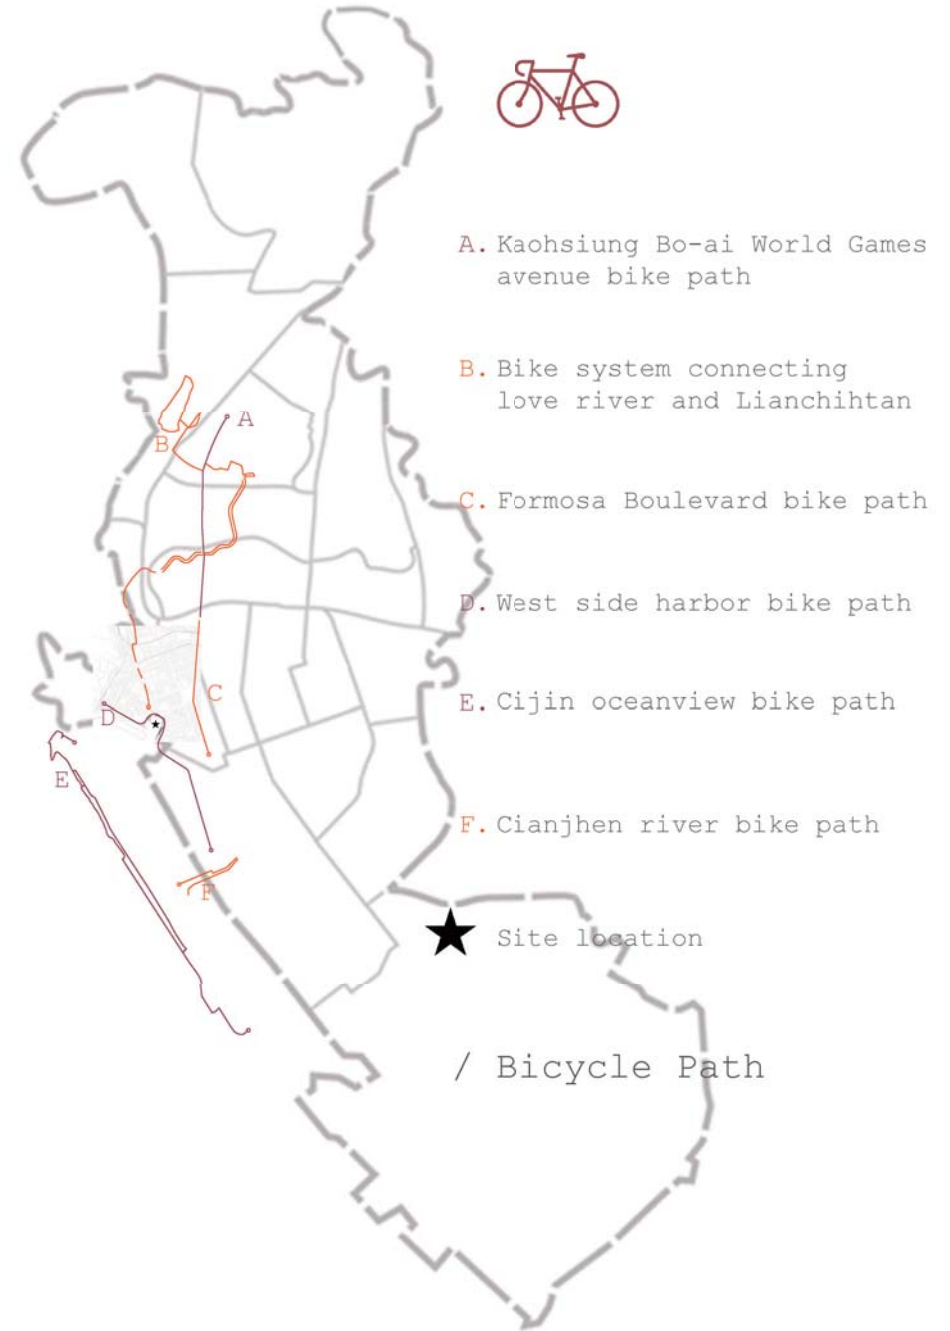 A. Kaohsiung Bo-ai World Games
avenue bike path
B. Bike system connecting
love river and Lianchihtan
A
B
C. Formosa Boulevard bike path
D. West side harbor bike path
C
D
E. Cijin oceanview bike path
E
F. Cianjhen river bike path
F
Site location
/ Bicycle Path